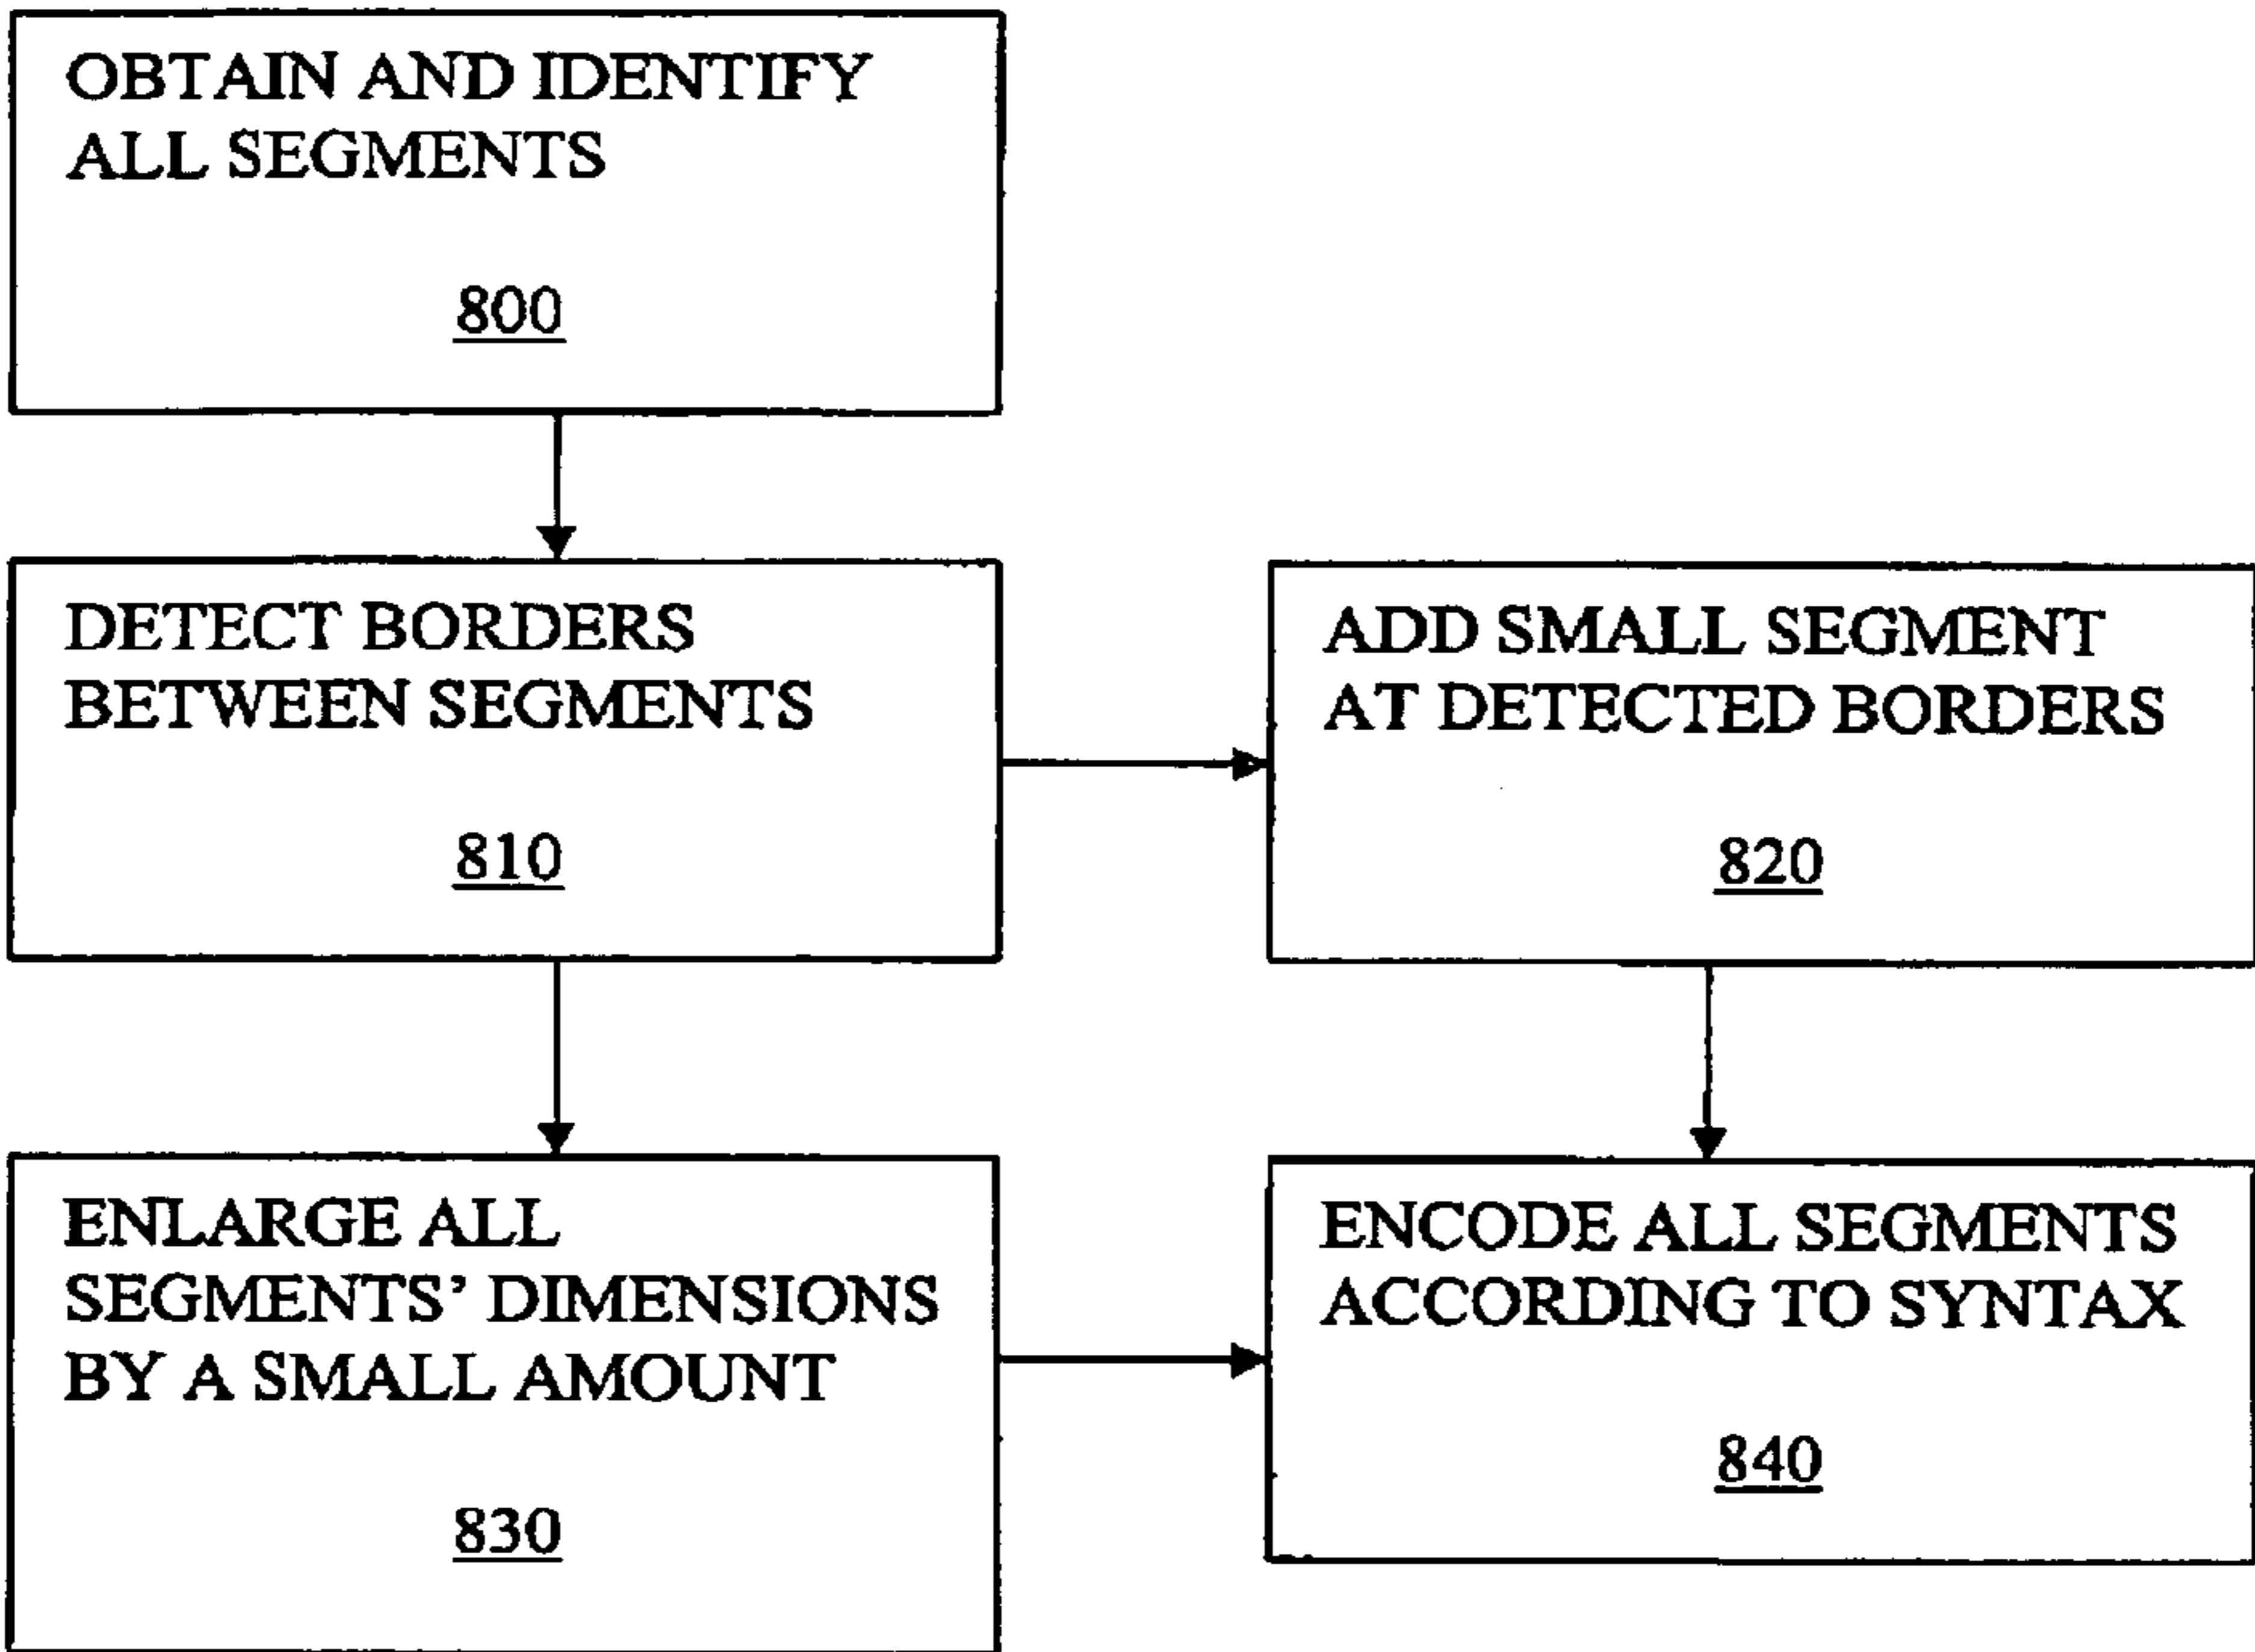 OBTAIN AND IDENTIFY
ALL SEGMENTS
800
DETECT BORDERS
BETWEEN SEGMENTS
810
ADD SMALL SEGMENT
AT DETECTED BORDERS
820
ENLARGE ALL
SEGMENTS' DIMENSIONS
BY A SMALL AMOUNT
830
ENCODE ALL SEGMENTS
ACCORDING TO SYNTAX
840